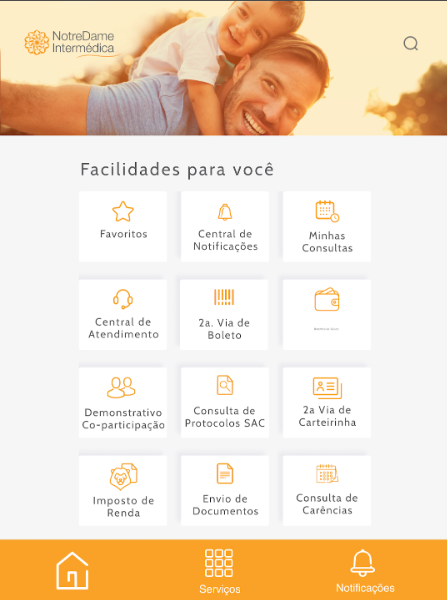 NotreDame
Intermédica
Facilidades para você
Favoritos
Central de
Notificações
Minhas
Consultas
Central de
Atendimento
2a. Via de
Boleto
Demonstrativo
Co-participação
Consulta de
Protocolos SAC
2a Via de
Carteirinha
Imposto de
Renda
Envio de
Documentos
Consulta de
Carências
Serviços
Notificações